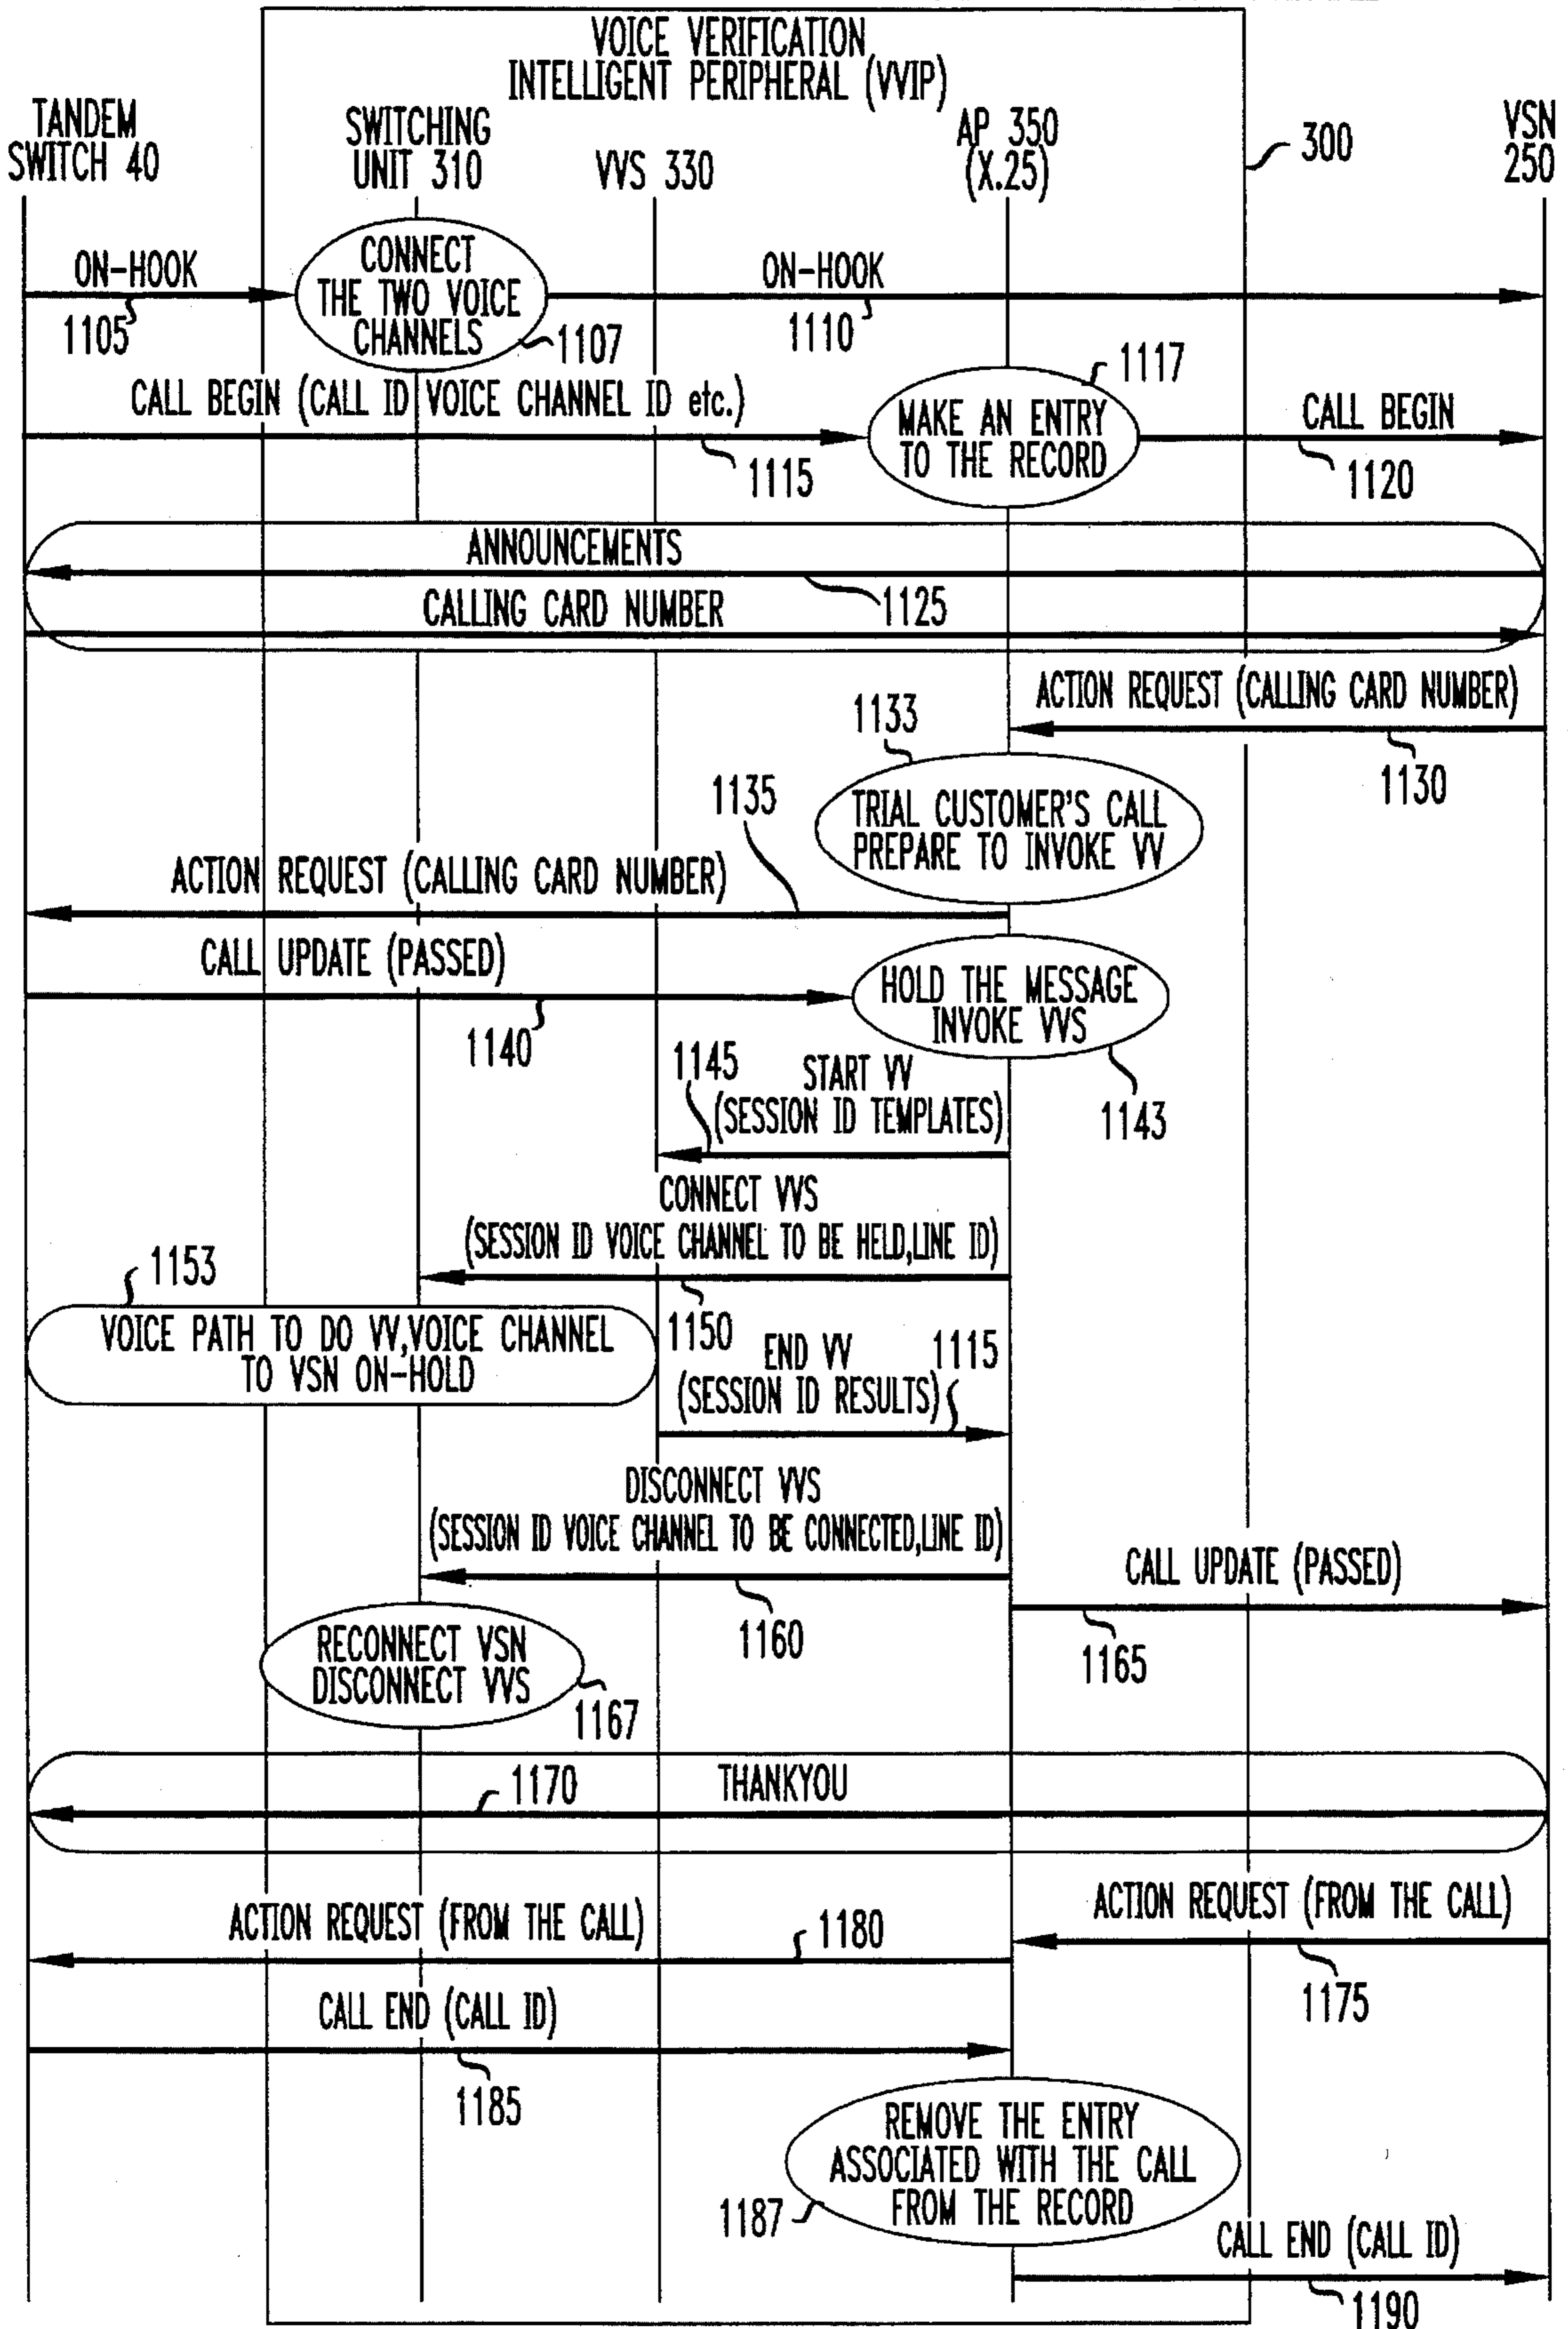 VOICE VERIFICATION
INTELLIGENT PERIPHERAL (VVIP)
TANDEM
SWITCH 40
SWITCHING
UNIT 310
VVS 330
AP 350
(X.25)
300
VSN
250
ON-HOOK
1105
CONNECT
THE TWO VOICE
CHANNELS
1107
ON-HOOK
1110
CALL BEGIN (CALL ID VOICE CHANNEL ID etc.)
1115
1117
MAKE AN ENTRY
TO THE RECORD
CALL BEGIN
1120
ANNOUNCEMENTS
1125
CALLING CARD NUMBER
ACTION REQUEST (CALLING CARD NUMBER)
1130
1133
TRIAL CUSTOMER'S CALL
PREPARE TO INVOKE VV
1135
ACTION REQUEST (CALLING CARD NUMBER)
CALL UPDATE (PASSED)
1140
HOLD THE MESSAGE
INVOKE VVS
1143
1145
START VV
(SESSION ID TEMPLATES)
CONNECT VVS
(SESSION ID VOICE CHANNEL TO BE HELD,LINE ID)
1150
1153
VOICE PATH TO DO VV,VOICE CHANNEL
TO VSN ON-HOLD
END VV
(SESSION ID RESULTS)
1115
DISCONNECT VVS
(SESSION ID VOICE CHANNEL TO BE CONNECTED,LINE ID)
1160
CALL UPDATE (PASSED)
1165
RECONNECT VSN
DISCONNECT VVS
1167
1170
THANKYOU
ACTION REQUEST (FROM THE CALL)
1175
ACTION REQUEST (FROM THE CALL)
1180
CALL END (CALL ID)
1185
REMOVE THE ENTRY
ASSOCIATED WITH THE CALL
FROM THE RECORD
1187
CALL END (CALL ID)
1190